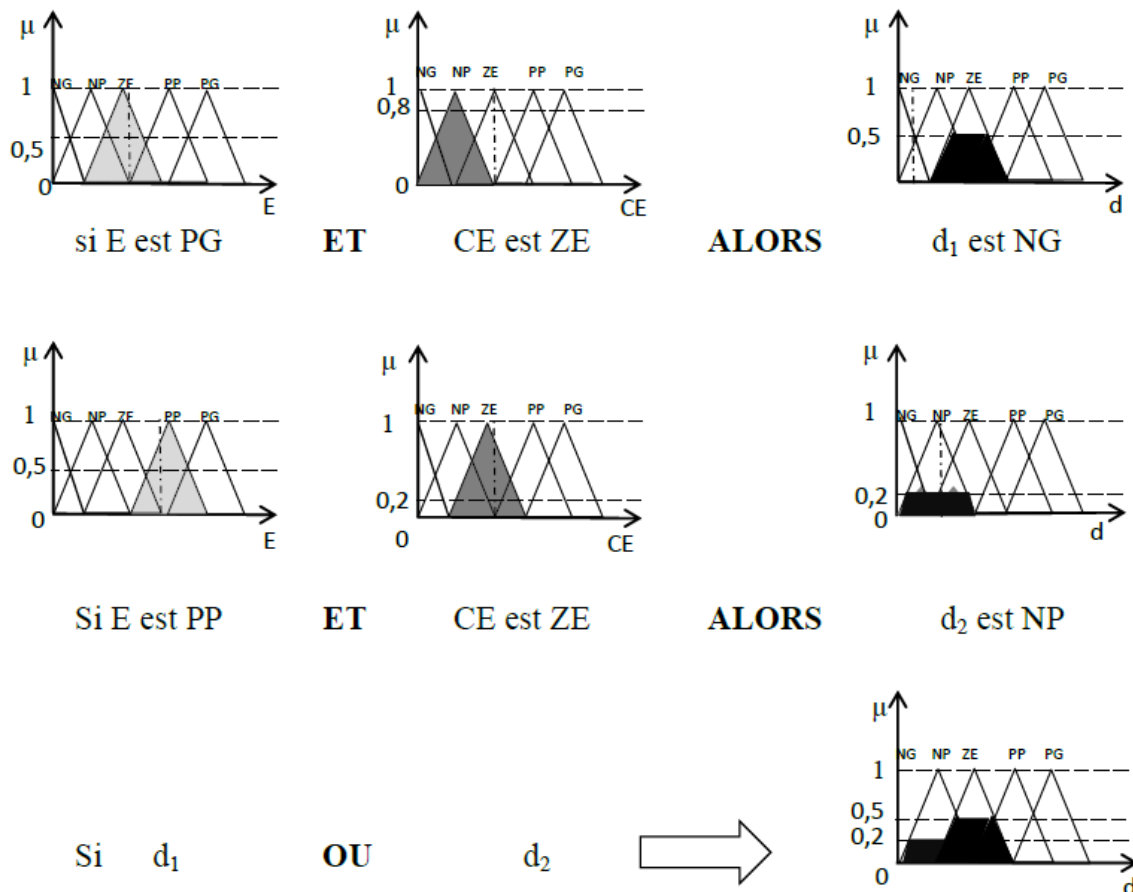 μ μ μ
NG NP ZE PP PG
NG NP ZE PP PG
NG NP ZE PP PG
1 1 1
0,8
0,5 0,5
0 0
E CE d
si E est PG ET CE est ZE ALORS d₁ est NG
μ μ μ
NG NP ZE PP PG
NG NP ZE PP PG
NG NP ZE PP PG
1 1 1
0,5
0,2 0,2
0 0 0
E CE d
Si E est PP ET CE est ZE ALORS d₂ est NP
μ
NG NP ZE PP PG
1
0,5
0,2
0
d
Si d₁ OU d₂